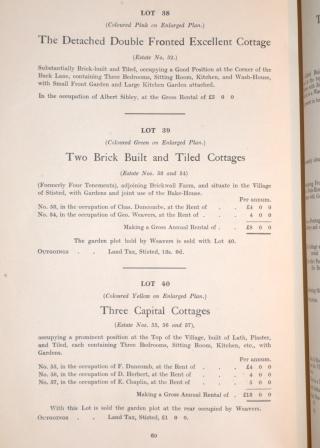 LOT 38
(Coloured Pink on Enlarged Plan.)
The Detached Double Fronted Excellent Cottage
(Estate No. 32.)
Substantially Brick-built and Tiled, occupying a Good Position at the Corner of the
Back Lane, containing Three Bedrooms, Sitting Room, Kitchen, and Wash-House,
with Small Front Garden and Large Kitchen Garden attached.
In the occupation of Albert Sibley, at the Gross Rental of £5 0 0
LOT 39
(Coloured Green on Enlarged Plan.)
Two Brick Built and Tiled Cottages
(Estate Nos. 53 and 54)
(Formerly Four Tenements), adjoining Brickwall Farm, and situate in the Village
of Stisted, with Gardens and joint use of the Bake-House.
Per annum.
No. 53, in the occupation of Chas. Duncombe, at the Rent of . . £4 0 0
No. 54, in the occupation of Geo. Weavers, at the Rent of . . . 4 0 0
Making a Gross Annual Rental of . £8 0 0
The garden plot held by Weavers is sold with Lot 40.
OUTGOINGS . . Land Tax, Stisted, 13s. 0d.
LOT 40
(Coloured Yellow on Enlarged Plan.)
Three Capital Cottages
(Estate Nos. 55, 56 and 57),
occupying a prominent position at the Top of the Village, built of Lath, Plaster,
and Tiled, each containing Three Bedrooms, Sitting Room, Kitchen, etc., with
Gardens.
Per annum.
No. 55, in the occupation of F. Duncomb, at the Rent of . . . £4 0 0
No. 56, in the occupation of D. Herbert, at the Rent of . . . 4 0 0
No. 57, in the occupation of E. Chaplin, at the Rent of . . . 5 0 0
Making a Gross Annual Rental of . £13 0 0
With this Lot is sold the garden plot at the rear occupied by Weavers.
OUTGOINGS . . Land Tax, Stisted, £1 0 0.
60